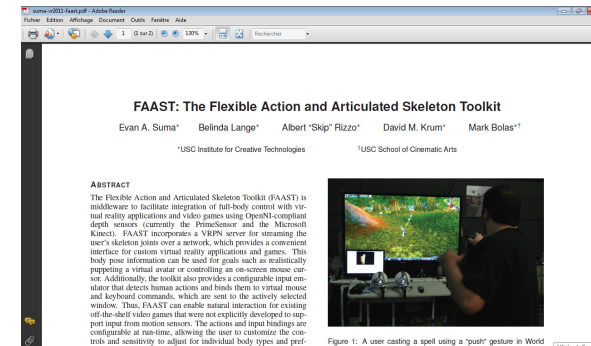 suma-vr2011-faast.pdf - Adobe Reader
Fichier Edition Affichage Document Outils Fenêtre Aide
1 (1 sur 2) 130% Rechercher
FAAST: The Flexible Action and Articulated Skeleton Toolkit
Evan A. Suma* Belinda Lange* Albert “Skip” Rizzo* David M. Krum* Mark Bolas*†
*USC Institute for Creative Technologies ‡USC School of Cinematic Arts
ABSTRACT
The Flexible Action and Articulated Skeleton Toolkit (FAAST) is
middleware to facilitate integration of full-body control with vir-
tual reality applications and video games using OpenNI-compliant
depth sensors (currently the PrimeSensor and the Microsoft
Kinect). FAAST incorporates a VRPN server for streaming the
user's skeleton joints over a network, which provides a convenient
interface for custom virtual reality applications and games. This
body pose information can be used for goals such as realistically
puppeting a virtual avatar or controlling an on-screen mouse cur-
sor. Additionally, the toolkit also provides a configurable input em-
ulator that detects human actions and binds them to virtual mouse
and keyboard commands, which are sent to the actively selected
window. Thus, FAAST can enable natural interaction for existing
off-the-shelf video games that were not explicitly developed to sup-
port input from motion sensors. The actions and input bindings are
configurable at run-time, allowing the user to customize the con-
trols and sensitivity to adjust for individual body types and pref-
Figure 1: A user casting a spell using a “push” gesture in World